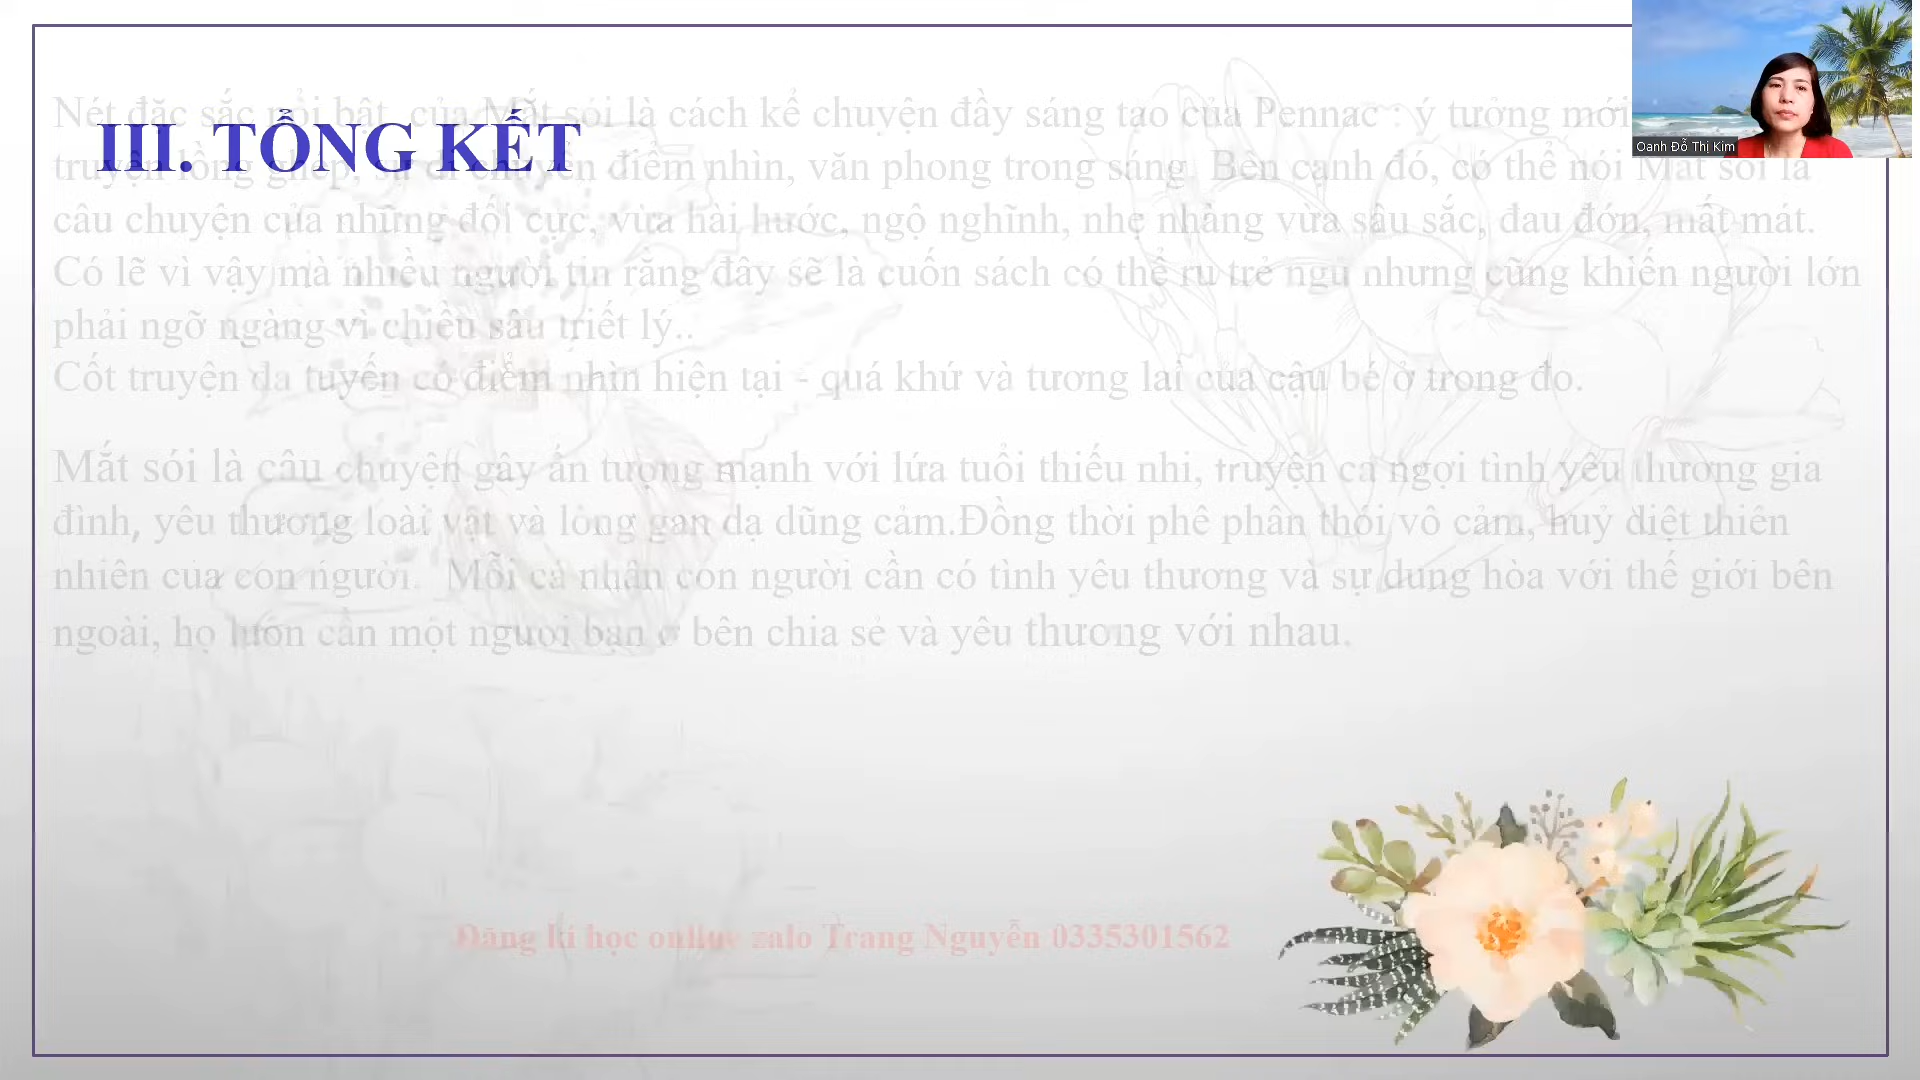 Oanh Đỗ Thị Kim
III. TỔNG KẾT
Nét đặc sắc nổi bật của Mắt sói là cách kể chuyện đầy sáng tạo của Pennac : ý tưởng mới
truyện lồng ghép, điểm nhìn, văn phong trong sáng. Bên cạnh đó, có thể nói Mắt sói là
câu chuyện của những đối cực, vừa hài hước, ngộ nghĩnh, nhẹ nhàng vừa sâu sắc, đau đớn, mất mát.
Có lẽ vì vậy mà nhiều người tin rằng đây sẽ là cuốn sách có thể ru trẻ ngủ nhưng cũng khiến người lớn
phải ngỡ ngàng vì chiều sâu triết lý..
Cốt truyện đa tuyến có điểm nhìn hiện tại - quá khứ và tương lai của cậu bé ở trong đó.
Mắt sói là câu chuyện gây ấn tượng mạnh với lứa tuổi thiếu nhi, truyện ca ngợi tình yêu thương gia
đình, yêu thương loài vật và lòng gan dạ dũng cảm.Đồng thời phê phán thói vô cảm, huỷ diệt thiên
nhiên của con người. Mỗi cá nhân con người cần có tình yêu thương và sự dung hòa với thế giới bên
ngoài, họ luôn cần một người bạn ở bên chia sẻ và yêu thương với nhau.
Đăng kí học online zalo Trang Nguyễn 0335301562